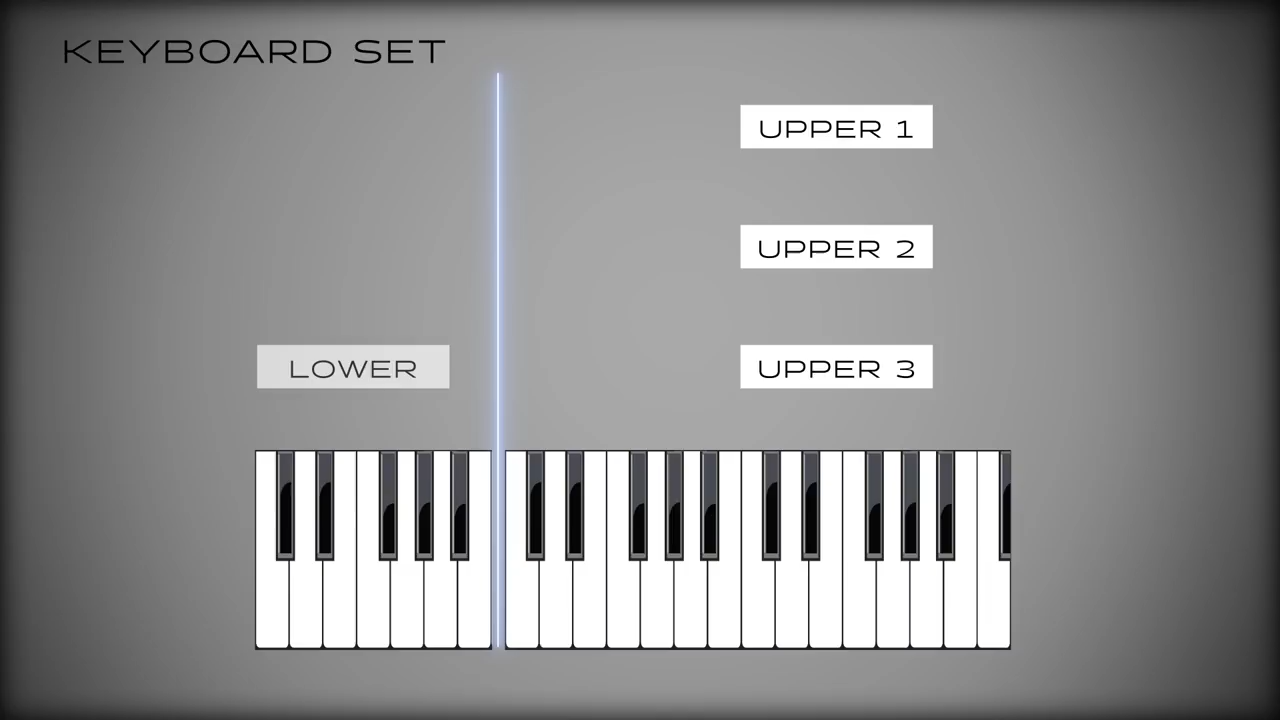 KEYBOARD SET
UPPER 1
UPPER 2
LOWER
UPPER 3